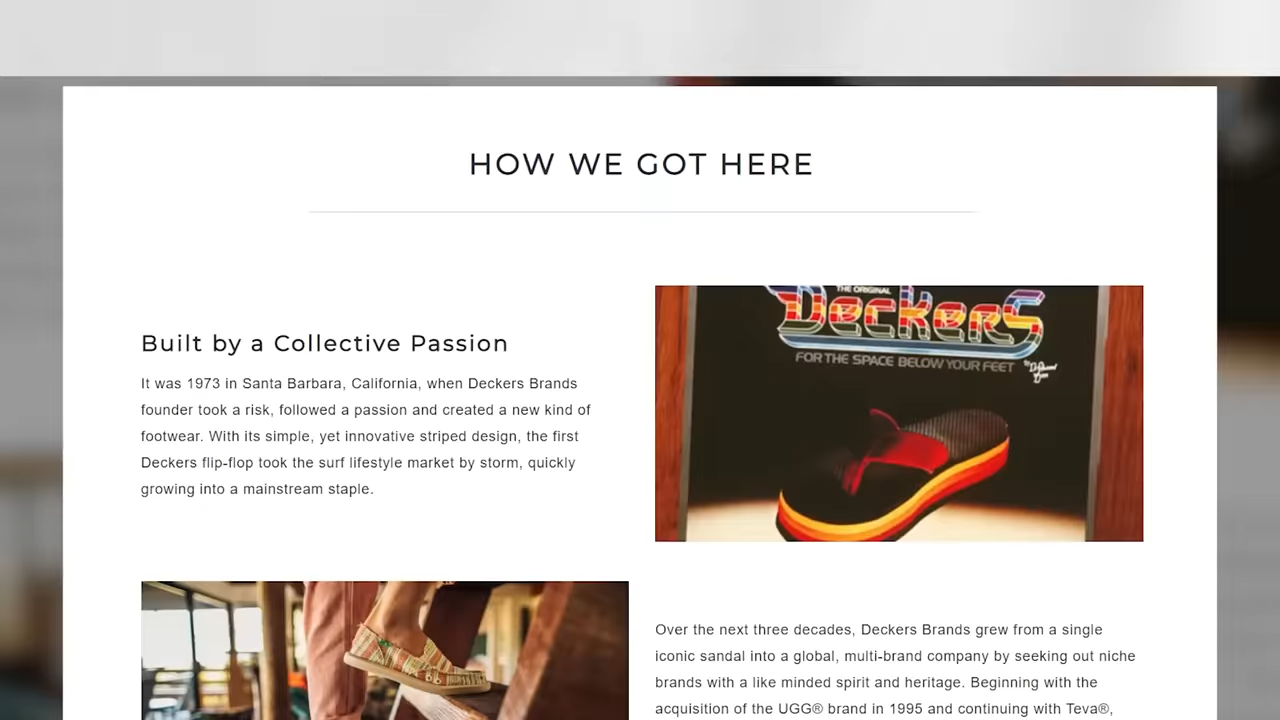 HOW WE GOT HERE
Built by a Collective Passion
It was 1973 in Santa Barbara, California, when Deckers Brands
founder took a risk, followed a passion and created a new kind of
footwear. With its simple, yet innovative striped design, the first
Deckers flip-flop took the surf lifestyle market by storm, quickly
growing into a mainstream staple.
THE ORIGINAL
Deckers
FOR THE SPACE BELOW YOUR FEET
Over the next three decades, Deckers Brands grew from a single
iconic sandal into a global, multi-brand company by seeking out niche
brands with a like minded spirit and heritage. Beginning with the
acquisition of the UGG® brand in 1995 and continuing with Teva®,